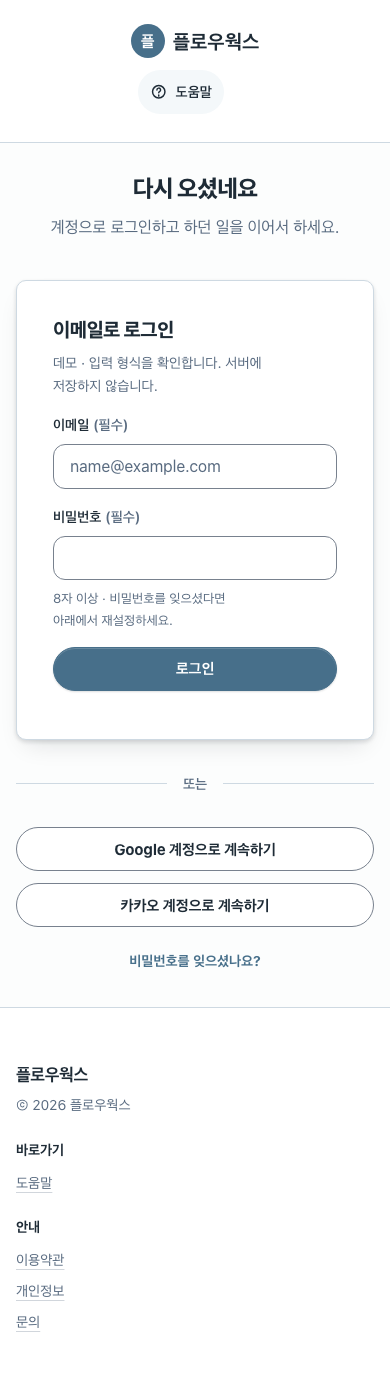 플
플로우웍스
도움말
다시 오셨네요
계정으로 로그인하고 하던 일을 이어서 하세요.
이메일로 로그인
데모 · 입력 형식을 확인합니다. 서버에
저장하지 않습니다.
이메일 (필수)
name@example.com
비밀번호 (필수)
8자 이상 · 비밀번호를 잊으셨다면
아래에서 재설정하세요.
로그인
또는
Google 계정으로 계속하기
카카오 계정으로 계속하기
비밀번호를 잊으셨나요?
플로우웍스
© 2026 플로우웍스
바로가기
도움말
안내
이용약관
개인정보
문의